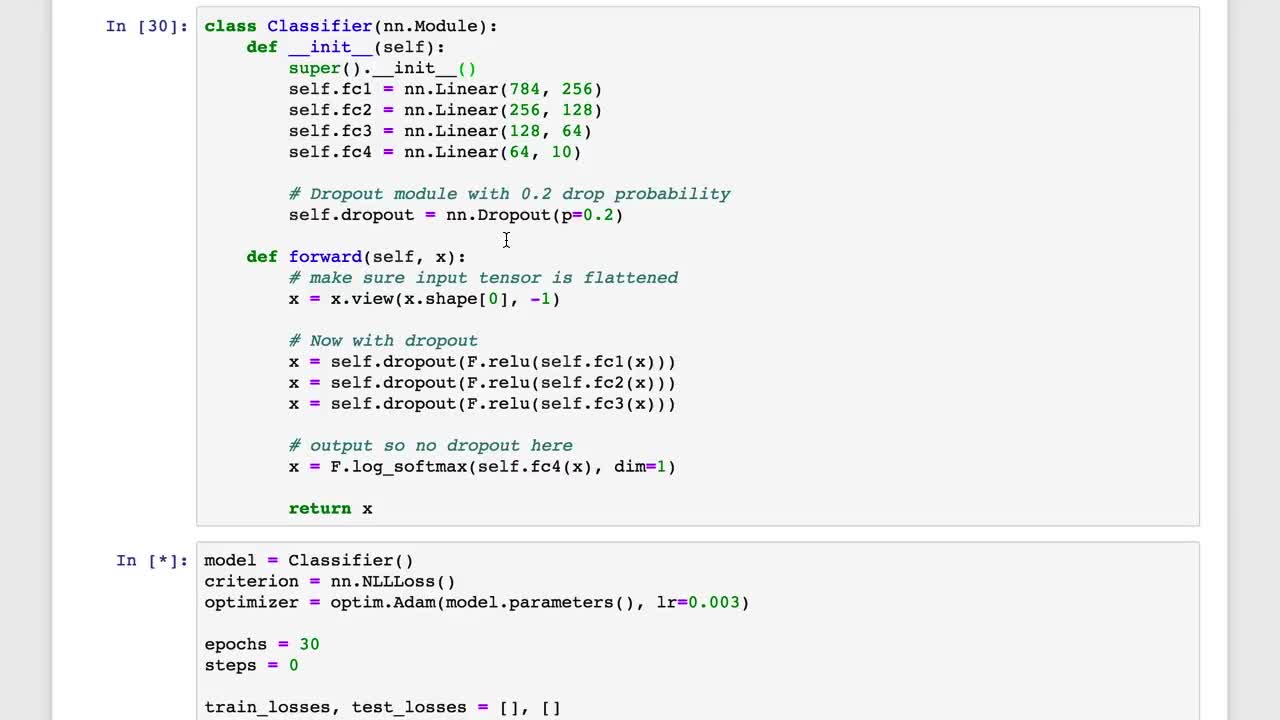 In [30]: class Classifier(nn.Module):
    def __init__(self):
        super().__init__()
        self.fc1 = nn.Linear(784, 256)
        self.fc2 = nn.Linear(256, 128)
        self.fc3 = nn.Linear(128, 64)
        self.fc4 = nn.Linear(64, 10)

        # Dropout module with 0.2 drop probability
        self.dropout = nn.Dropout(p=0.2)

    def forward(self, x):
        # make sure input tensor is flattened
        x = x.view(x.shape[0], -1)

        # Now with dropout
        x = self.dropout(F.relu(self.fc1(x)))
        x = self.dropout(F.relu(self.fc2(x)))
        x = self.dropout(F.relu(self.fc3(x)))

        # output so no dropout here
        x = F.log_softmax(self.fc4(x), dim=1)

        return x

In [*]: model = Classifier()
criterion = nn.NLLLoss()
optimizer = optim.Adam(model.parameters(), lr=0.003)

epochs = 30
steps = 0

train_losses, test_losses = [], []